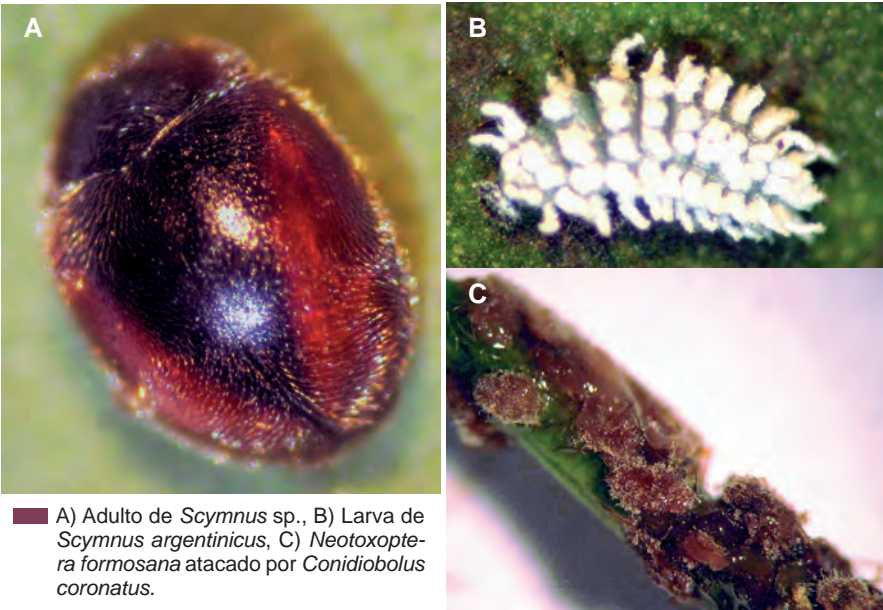 A
B
C
A) Adulto de Scymnus sp., B) Larva de
Scymnus argentinicus, C) Neotoxopte-
ra formosana atacado por Conidiobolus
coronatus.